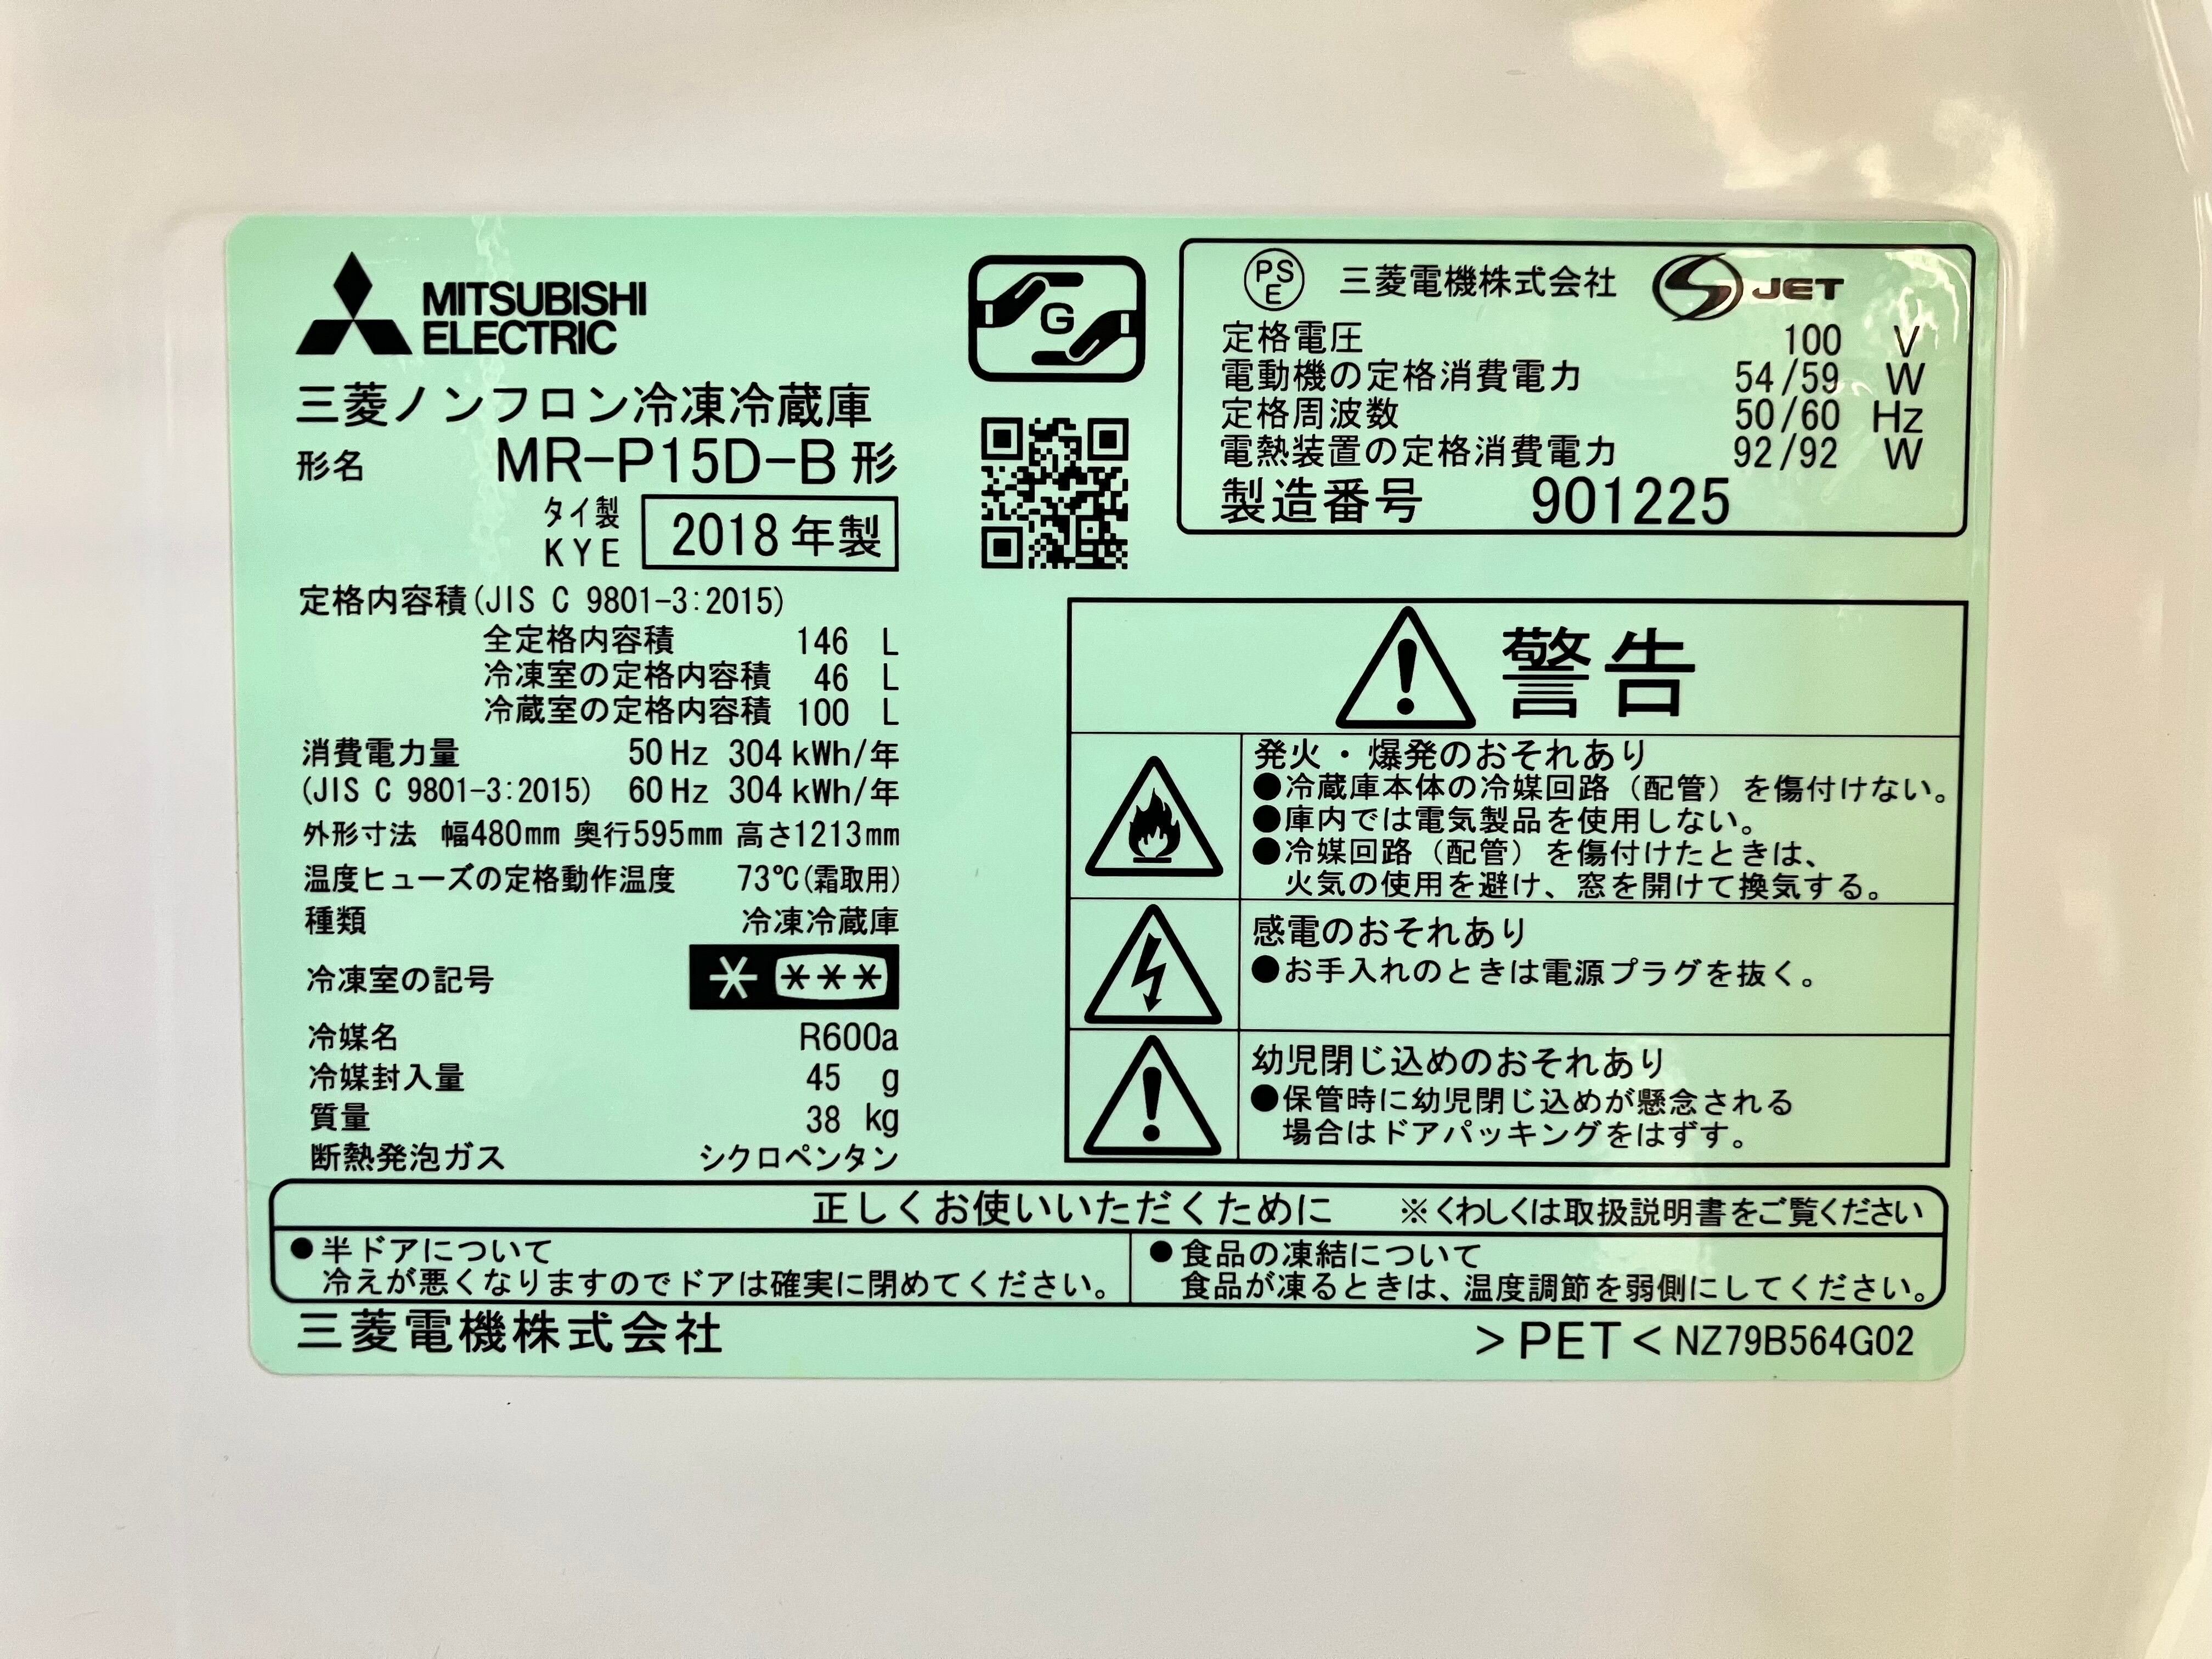 MITSUBISHI
ELECTRIC
三菱ノンフロン冷凍冷蔵庫
形名 MR-P15D-B 形
タイ製
KYE
2018 年製
定格内容積(JIS C 9801-3:2015)
全定格内容積 146 L
冷凍室の定格内容積 46 L
冷蔵室の定格内容積 100 L
消費電力量 50 Hz 304 kWh/年
(JIS C 9801-3:2015) 60 Hz 304 kWh/年
外形寸法 幅480mm 奥行595mm 高さ1213mm
温度ヒューズの定格動作温度 73℃(霜取用)
種類 冷凍冷蔵庫
冷凍室の記号 * ***
冷媒名 R600a
冷媒封入量 45 g
質量 38 kg
断熱発泡ガス シクロペンタン
G
PS
E
三菱電機株式会社 S JET
定格電圧 100 V
電動機の定格消費電力 54/59 W
定格周波数 50/60 Hz
電熱装置の定格消費電力 92/92 W
製造番号 901225
警告
発火・爆発のおそれあり
●冷蔵庫本体の冷媒回路（配管）を傷付けない。
●庫内では電気製品を使用しない。
●冷媒回路（配管）を傷付けたときは、
火気の使用を避け、窓を開けて換気する。
感電のおそれあり
●お手入れのときは電源プラグを抜く。
幼児閉じ込めのおそれあり
●保管時に幼児閉じ込めが懸念される
場合はドアパッキングをはずす。
正しくお使いいただくために ※くわしくは取扱説明書をご覧ください
●半ドアについて
冷えが悪くなりますのでドアは確実に閉めてください。
●食品の凍結について
食品が凍るときは、温度調節を弱側にしてください。
三菱電機株式会社
>PET< NZ79B564G02